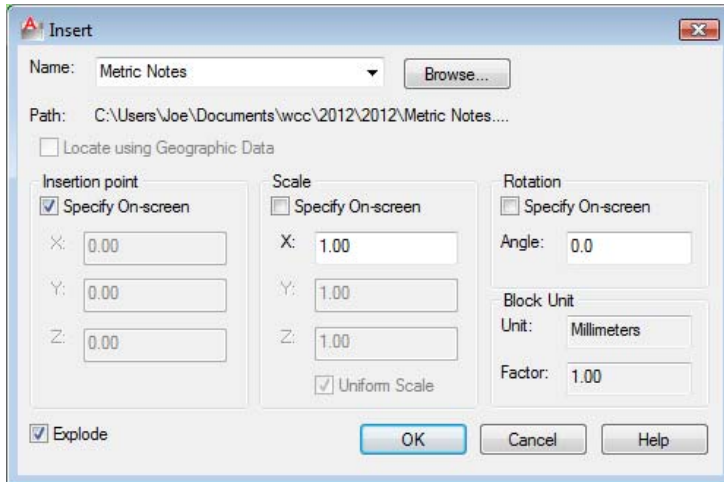 Insert
Name: Metric Notes Browse...
Path: C:\Users\Joe\Documents\wcc\2012\2012\Metric Notes....
Locate using Geographic Data
Insertion point
Specify On-screen
X: 0.00
Y: 0.00
Z: 0.00
Scale
Specify On-screen
X: 1.00
Y: 1.00
Z: 1.00
Uniform Scale
Rotation
Specify On-screen
Angle: 0.0
Block Unit
Unit: Millimeters
Factor: 1.00
Explode
OK Cancel Help